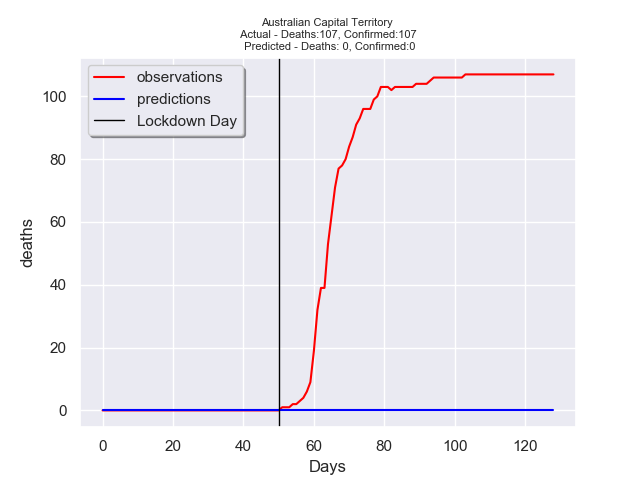 Australian Capital Territory
Actual - Deaths:107, Confirmed:107
Predicted - Deaths: 0, Confirmed:0
observations
predictions
Lockdown Day
100
80
60
40
20
0
deaths
0 20 40 60 80 100 120
Days